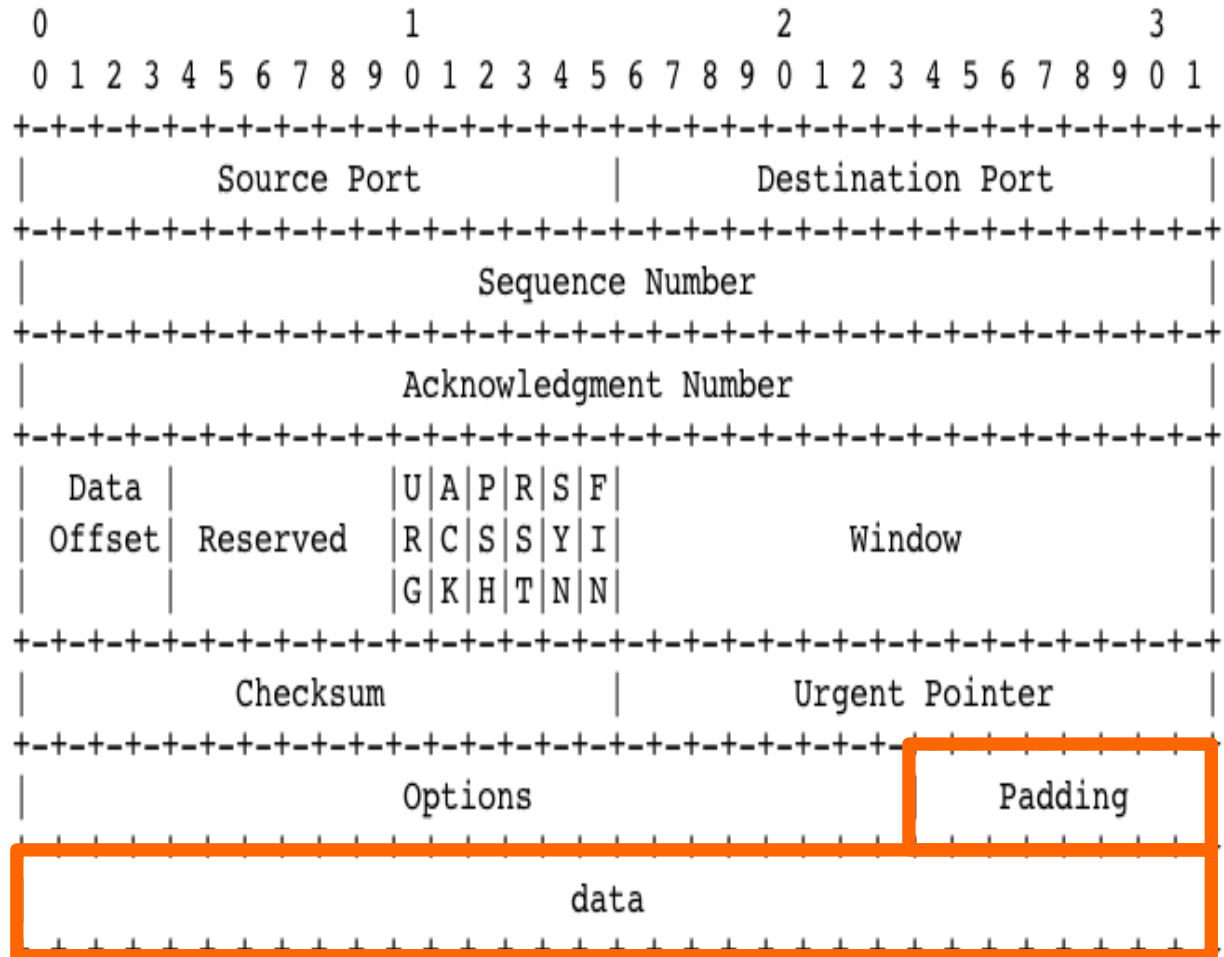 0 1 2 3
0 1 2 3 4 5 6 7 8 9 0 1 2 3 4 5 6 7 8 9 0 1 2 3 4 5 6 7 8 9 0 1
+-+-+-+-+-+-+-+-+-+-+-+-+-+-+-+-+-+-+-+-+-+-+-+-+-+-+-+-+-+-+-+-+
| Source Port | Destination Port |
+-+-+-+-+-+-+-+-+-+-+-+-+-+-+-+-+-+-+-+-+-+-+-+-+-+-+-+-+-+-+-+-+
| Sequence Number |
+-+-+-+-+-+-+-+-+-+-+-+-+-+-+-+-+-+-+-+-+-+-+-+-+-+-+-+-+-+-+-+-+
| Acknowledgment Number |
+-+-+-+-+-+-+-+-+-+-+-+-+-+-+-+-+-+-+-+-+-+-+-+-+-+-+-+-+-+-+-+-+
| Data | |U|A|P|R|S|F| |
| Offset| Reserved |R|C|S|S|Y|I| Window |
| | |G|K|H|T|N|N| |
+-+-+-+-+-+-+-+-+-+-+-+-+-+-+-+-+-+-+-+-+-+-+-+-+-+-+-+-+-+-+-+-+
| Checksum | Urgent Pointer |
+-+-+-+-+-+-+-+-+-+-+-+-+-+-+-+-+-+-+-+-+-+-+-+-
| Options | Padding
data